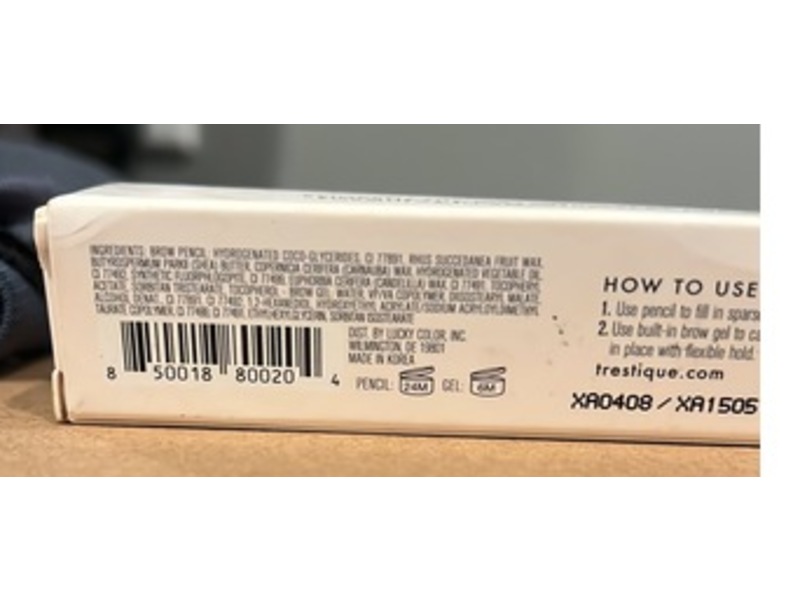 INGREDIENTS: BROW PENCIL: HYDROGENATED COCO-GLYCERIDES, CI 77891, RHUS SUCCEDANEA FRUIT WAX,
BUTYROSPERMUM PARKII (SHEA) BUTTER, COPERNICIA CERIFERA (CARNAUBA) WAX, HYDROGENATED VEGETABLE OIL,
CI 77492, SYNTHETIC FLUORPHLOGOPITE, CI 77499, EUPHORBIA CERIFERA (CANDELILLA) WAX, CI 77491, TOCOPHERYL
ACETATE, SORBITAN TRISTEARATE, TOCOPHEROL - BROW GEL: WATER, VP/VA COPOLYMER, DIISOSTEARYL MALATE,
ALCOHOL DENAT., CI 77891, CI 77492, 1,2-HEXANEDIOL, HYDROXYETHYL ACRYLATE/SODIUM ACRYLOYLDIMETHYL
TAURATE COPOLYMER, CI 77499, CI 77491, ETHYLHEXYLGLYCERIN, SORBITAN ISOSTEARATE
8 50018 80020 4
DIST. BY LUCKY COLOR, INC.
WILMINGTON, DE 19801
MADE IN KOREA
PENCIL: 24M GEL: 6M
HOW TO USE
1. Use pencil to fill in
2. Use built-in brow gel to
in place with flexible hold.
trestique.com
XA0408 / XA1505